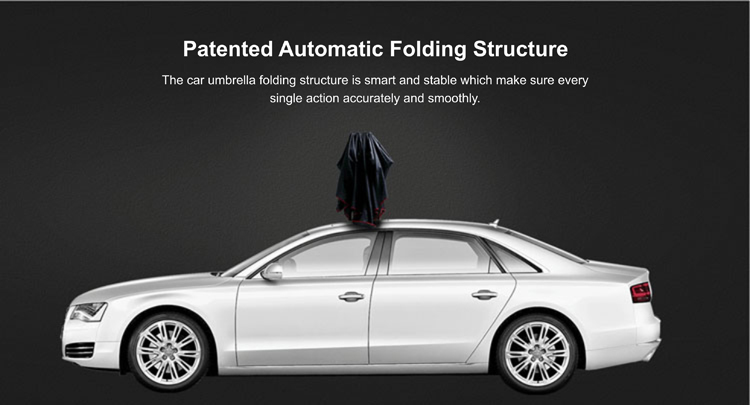 Patented Automatic Folding Structure
The car umbrella folding structure is smart and stable which make sure every
single action accurately and smoothly.